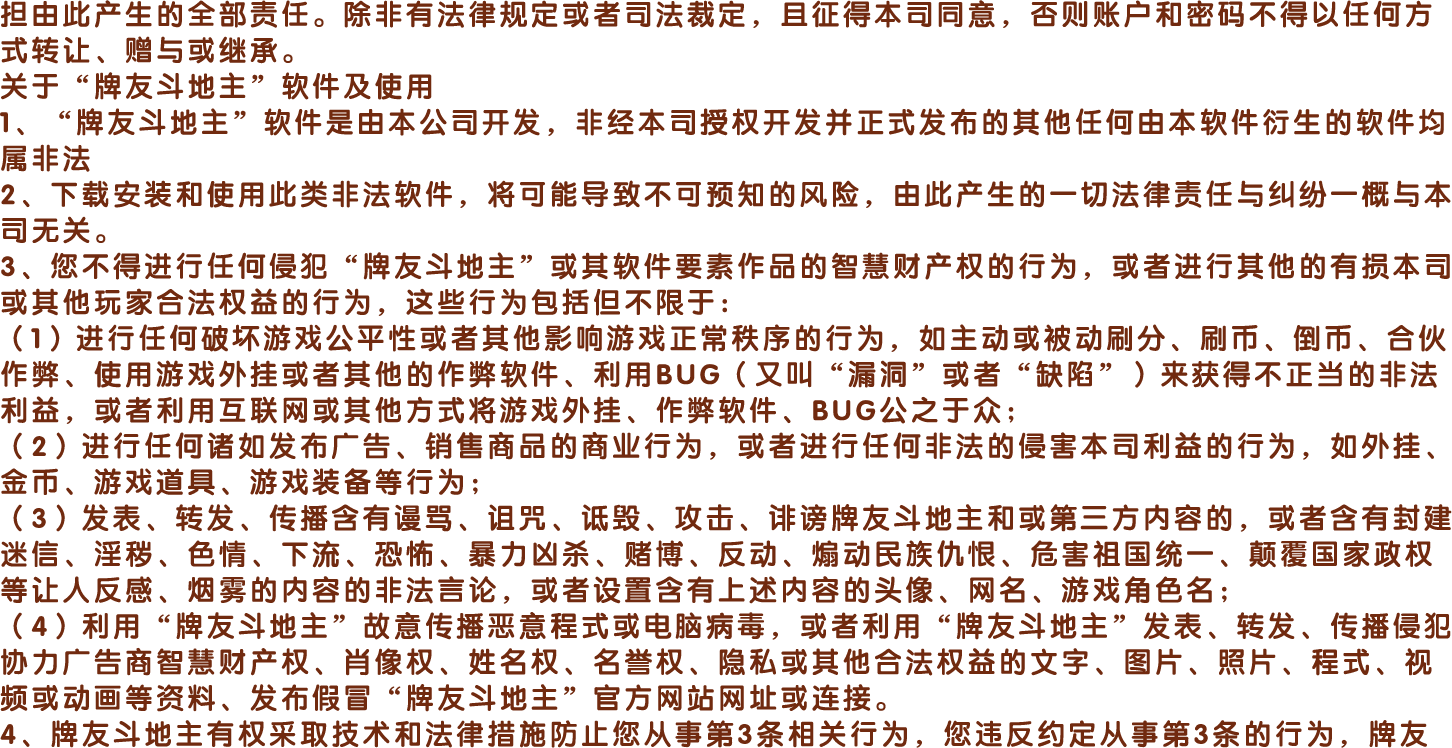 担由此产生的全部责任。除非有法律规定或者司法裁定，且征得本司同意，否则账户和密码不得以任何方
式转让、赠与或继承。
关于“牌友斗地主”软件及使用
1、“牌友斗地主”软件是由本公司开发，非经本司授权开发并正式发布的其他任何由本软件衍生的软件均
属非法
2、下载安装和使用此类非法软件，将可能导致不可预知的风险，由此产生的一切法律责任与纠纷一概与本
司无关。
3、您不得进行任何侵犯“牌友斗地主”或其软件要素作品的智慧财产权的行为，或者进行其他的有损本司
或其他玩家合法权益的行为，这些行为包括但不限于：
（1）进行任何破坏游戏公平性或者其他影响游戏正常秩序的行为，如主动或被动刷分、刷币、倒币、合伙
作弊、使用游戏外挂或者其他的作弊软件、利用BUG（又叫“漏洞”或者“缺陷”）来获得不正当的非法
利益，或者利用互联网或其他方式将游戏外挂、作弊软件、BUG公之于众；
（2）进行任何诸如发布广告、销售商品的商业行为，或者进行任何非法的侵害本司利益的行为，如外挂、
金币、游戏道具、游戏装备等行为；
（3）发表、转发、传播含有谩骂、诅咒、诋毁、攻击、诽谤牌友斗地主和或第三方内容的，或者含有封建
迷信、淫秽、色情、下流、恐怖、暴力凶杀、赌博、反动、煽动民族仇恨、危害祖国统一、颠覆国家政权
等让人反感、烟雾的内容的非法言论，或者设置含有上述内容的头像、网名、游戏角色名；
（4）利用“牌友斗地主”故意传播恶意程式或电脑病毒，或者利用“牌友斗地主”发表、转发、传播侵犯
协力广告商智慧财产权、肖像权、姓名权、名誉权、隐私或其他合法权益的文字、图片、照片、程式、视
频或动画等资料、发布假冒“牌友斗地主”官方网站网址或连接。
4、牌友斗地主有权采取技术和法律措施防止您从事第3条相关行为，您违反约定从事第3条的行为，牌友